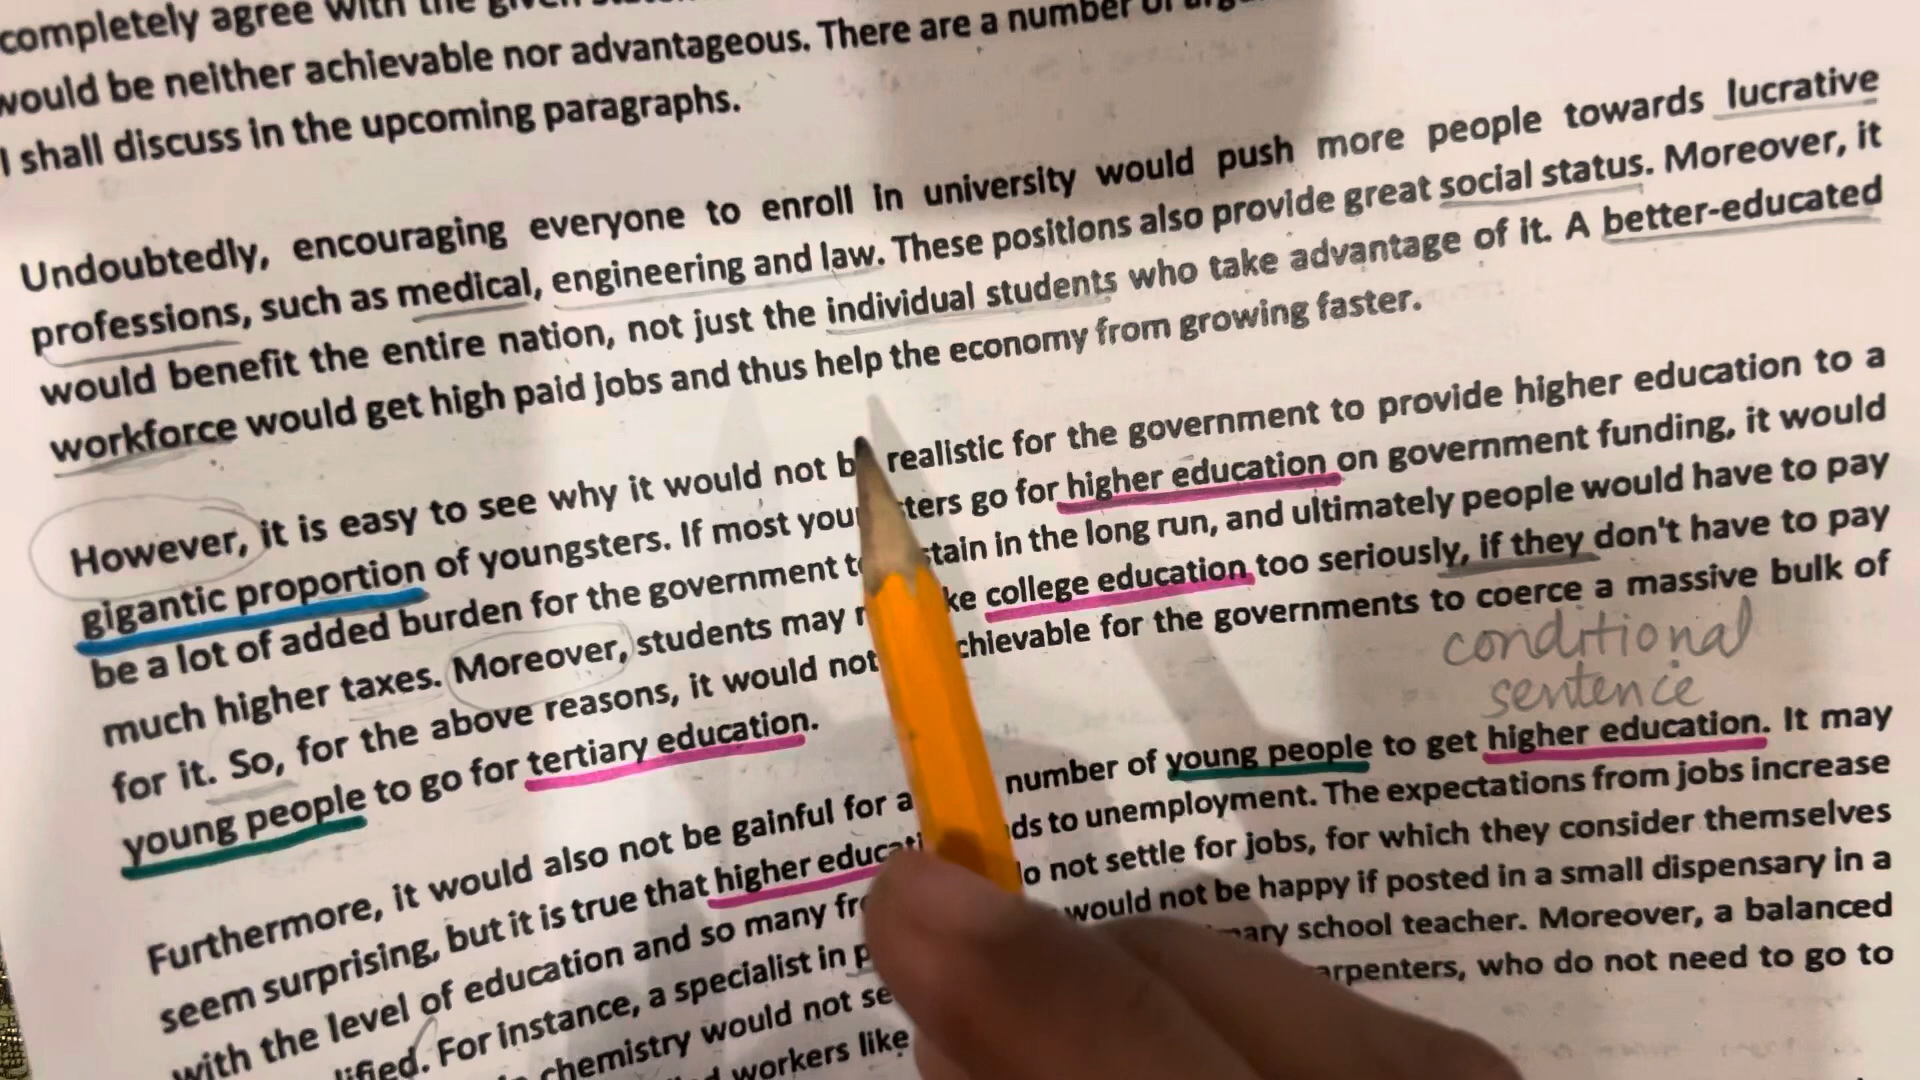 completely agree with the given
would be neither achievable nor advantageous. There are a number of
I shall discuss in the upcoming paragraphs.
Undoubtedly, encouraging everyone to enroll in university would push more people towards lucrative
professions, such as medical, engineering and law. These positions also provide great social status. Moreover, it
would benefit the entire nation, not just the individual students who take advantage of it. A better-educated
workforce would get high paid jobs and thus help the economy from growing faster.
However, it is easy to see why it would not be realistic for the government to provide higher education to a
gigantic proportion of youngsters. If most you ters go for higher education on government funding, it would
be a lot of added burden for the government to stain in the long run, and ultimately people would have to pay
much higher taxes. Moreover, students may ke college education too seriously, if they don't have to pay
for it. So, for the above reasons, it would not chievable for the governments to coerce a massive bulk of
conditional
sentence
young people to go for tertiary education.
Furthermore, it would also not be gainful for a number of young people to get higher education. It may
seem surprising, but it is true that higher educati ds to unemployment. The expectations from jobs increase
with the level of education and so many fr do not settle for jobs, for which they consider themselves
lified. For instance, a specialist in p would not be happy if posted in a small dispensary in a
chemistry would not se mary school teacher. Moreover, a balanced
workers like arpenters, who do not need to go to